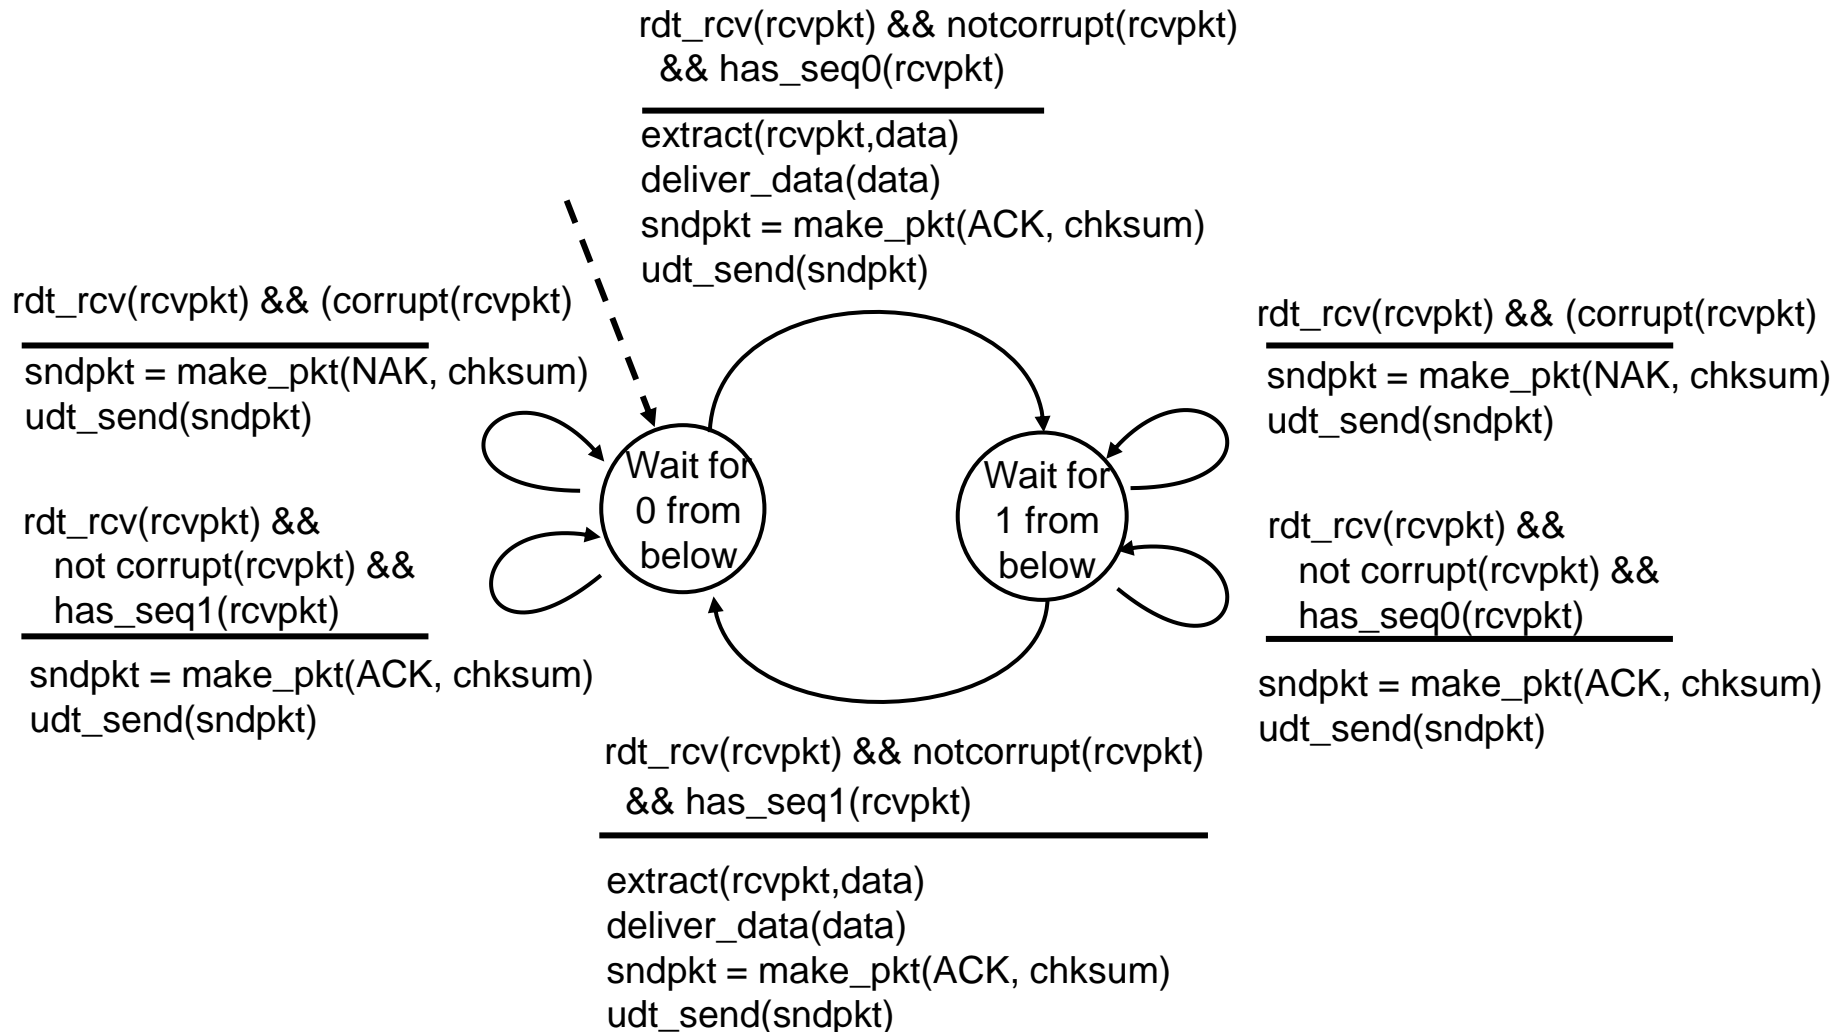 rdt_rcv(rcvpkt) && notcorrupt(rcvpkt)
&& has_seq0(rcvpkt)
extract(rcvpkt,data)
deliver_data(data)
sndpkt = make_pkt(ACK, chksum)
udt_send(sndpkt)
rdt_rcv(rcvpkt) && (corrupt(rcvpkt)
sndpkt = make_pkt(NAK, chksum)
udt_send(sndpkt)
rdt_rcv(rcvpkt) &&
not corrupt(rcvpkt) &&
has_seq1(rcvpkt)
sndpkt = make_pkt(ACK, chksum)
udt_send(sndpkt)
Wait for
0 from
below
Wait for
1 from
below
rdt_rcv(rcvpkt) && (corrupt(rcvpkt)
sndpkt = make_pkt(NAK, chksum)
udt_send(sndpkt)
rdt_rcv(rcvpkt) &&
not corrupt(rcvpkt) &&
has_seq0(rcvpkt)
sndpkt = make_pkt(ACK, chksum)
udt_send(sndpkt)
rdt_rcv(rcvpkt) && notcorrupt(rcvpkt)
&& has_seq1(rcvpkt)
extract(rcvpkt,data)
deliver_data(data)
sndpkt = make_pkt(ACK, chksum)
udt_send(sndpkt)